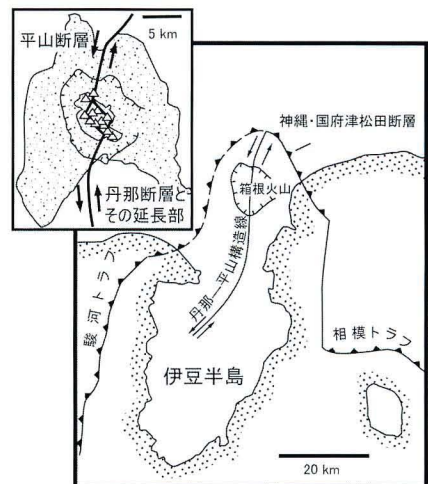 平山断層
5 km
丹那断層と
その延長部
神縄・国府津松田断層
箱根火山
丹那ー平山構造線
駿河トラフ
相模トラフ
伊豆半島
20 km